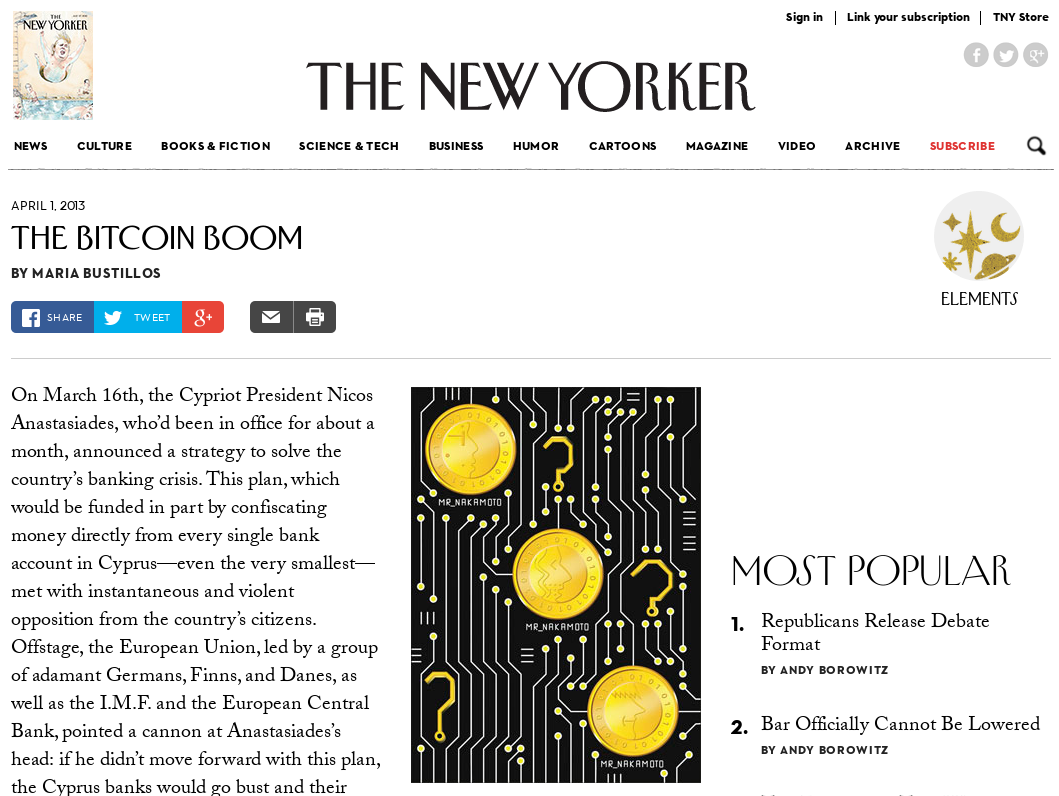 THE
NEW YORKER
Sign in
Link your subscription
TNY Store
THE NEW YORKER
NEWS
CULTURE
BOOKS & FICTION
SCIENCE & TECH
BUSINESS
HUMOR
CARTOONS
MAGAZINE
VIDEO
ARCHIVE
SUBSCRIBE
APRIL 1, 2013
THE BITCOIN BOOM
BY MARIA BUSTILLOS
SHARE
TWEET
ELEMENTS
On March 16th, the Cypriot President Nicos
Anastasiades, who’d been in office for about a
month, announced a strategy to solve the
country’s banking crisis. This plan, which
would be funded in part by confiscating
money directly from every single bank
account in Cyprus—even the very smallest—
met with instantaneous and violent
opposition from the country’s citizens.
Offstage, the European Union, led by a group
of adamant Germans, Finns, and Danes, as
well as the I.M.F. and the European Central
Bank, pointed a cannon at Anastasiades’s
head: if he didn’t move forward with this plan,
the Cyprus banks would go bust and their
MR_NAKAMOTO
MR_NAKAMOTO
MR_NAKAMOTO
MOST POPULAR
1.
Republicans Release Debate
Format
BY ANDY BOROWITZ
2.
Bar Officially Cannot Be Lowered
BY ANDY BOROWITZ